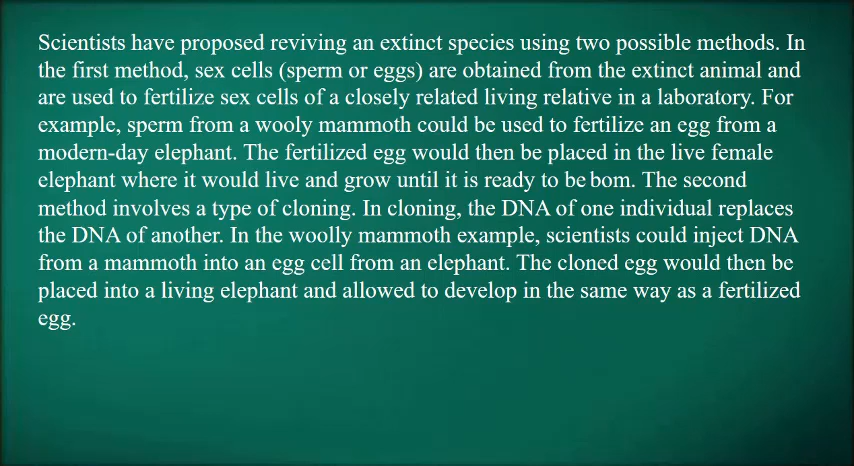 Scientists have proposed reviving an extinct species using two possible methods. In
the first method, sex cells (sperm or eggs) are obtained from the extinct animal and
are used to fertilize sex cells of a closely related living relative in a laboratory. For
example, sperm from a wooly mammoth could be used to fertilize an egg from a
modern-day elephant. The fertilized egg would then be placed in the live female
elephant where it would live and grow until it is ready to be bom. The second
method involves a type of cloning. In cloning, the DNA of one individual replaces
the DNA of another. In the woolly mammoth example, scientists could inject DNA
from a mammoth into an egg cell from an elephant. The cloned egg would then be
placed into a living elephant and allowed to develop in the same way as a fertilized
egg.